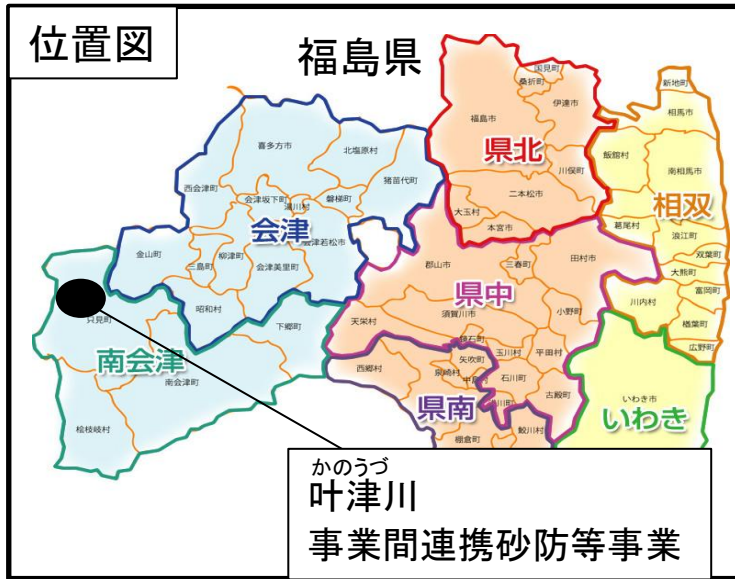 位置図
福島県
国見町
桑折町
新地町
福島市
伊達市
相馬市
喜多方市
北塩原村
県北
飯舘村
猪苗代町
川俣町
南相馬市
西会津町
会津坂下町
湯川村
磐梯町
二本松市
相双
大玉村
葛尾村
会津
会津若松市
本宮市
浪江町
金山町
柳津町
郡山市
三春町
田村市
双葉町
三島町
会津美里町
大熊町
県中
富岡町
只見町
昭和村
天栄村
須賀川市
小野町
川内村
下郷町
鏡石町
楢葉町
南会津
玉川村
平田村
広野町
西郷村
矢吹町
泉崎村
中島村
石川町
南会津町
県南
古殿町
いわき市
いわき
檜枝岐村
鮫川村
棚倉町
かのうづ
叶津川
事業間連携砂防等事業